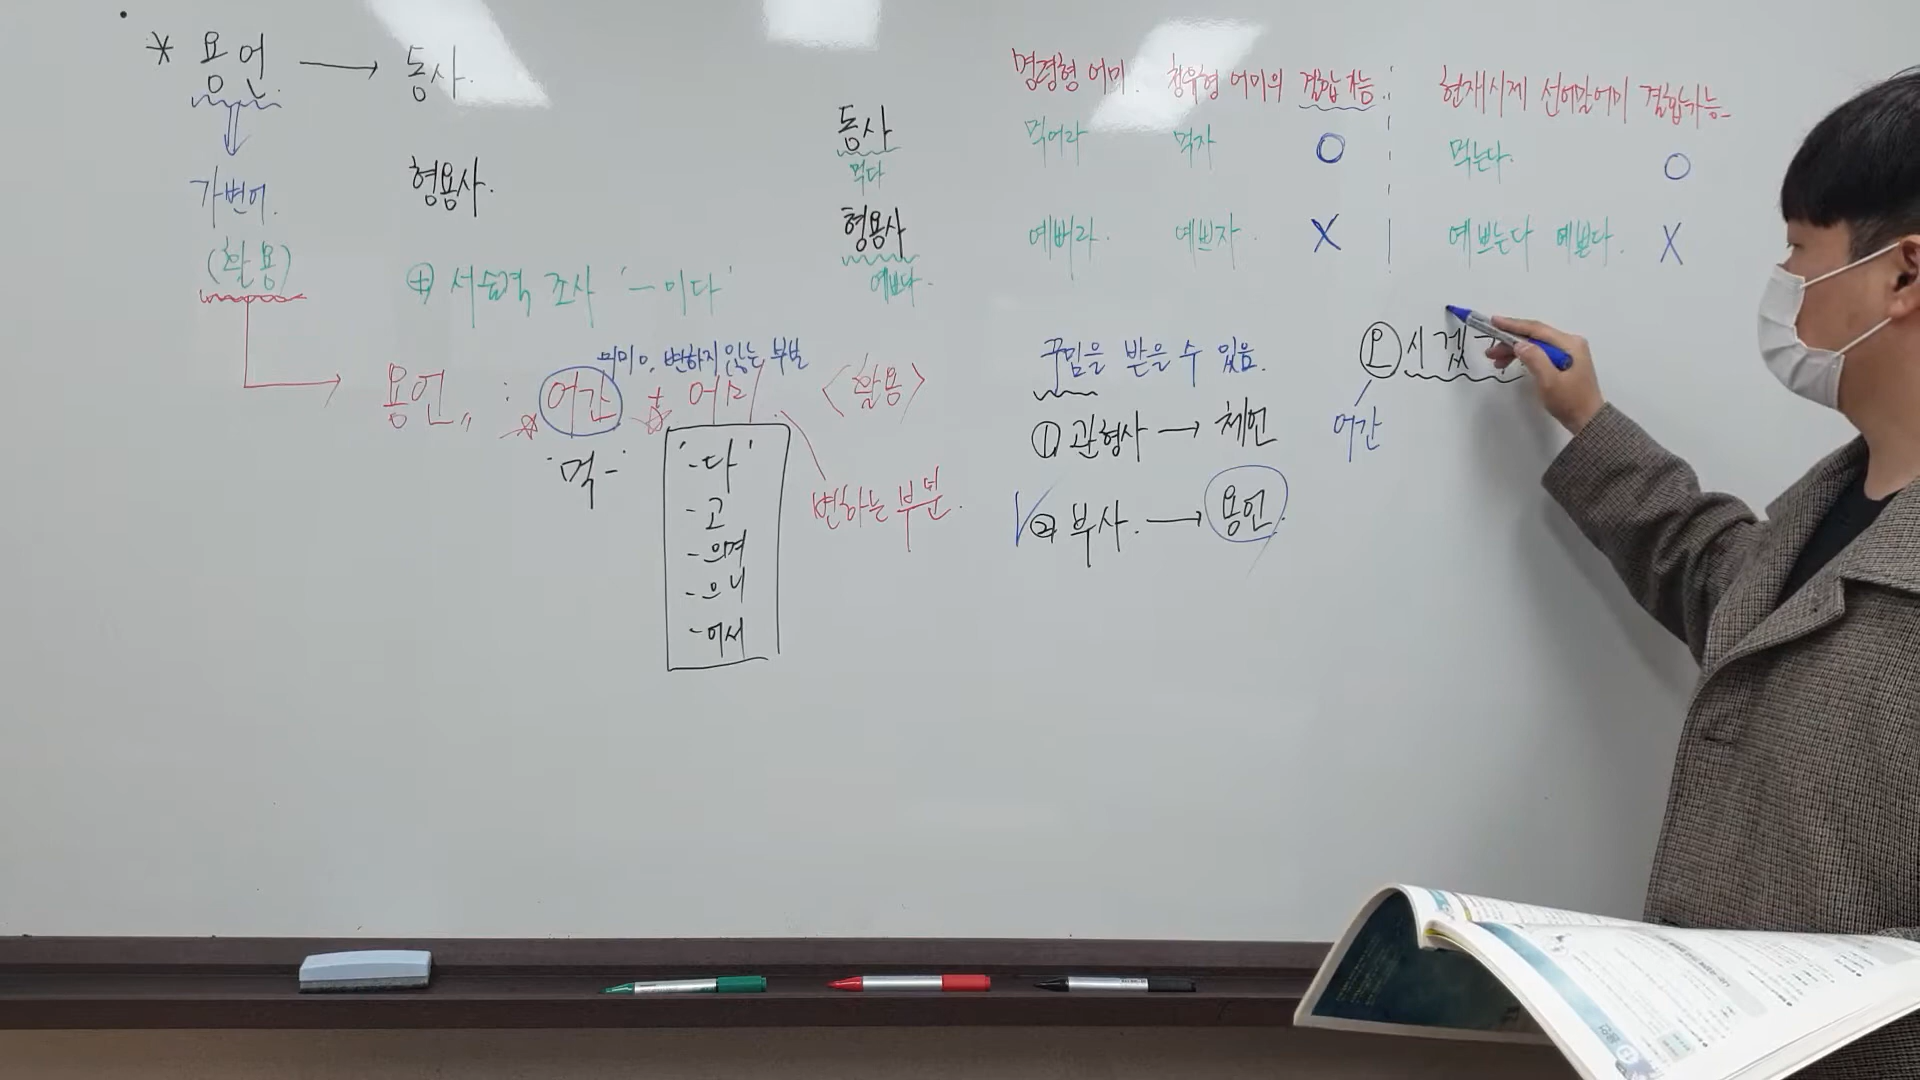 * 용언 → 동사.
가변어.
형용사.
(활용)
⊕ 서술격 조사 '-이다'
용언,, : 어간 + 어미 <활용>
의미O, 변하지 않는 부분
'먹-'
'-다'
-고
-으며
-으니
-어서
변하는 부분.
명령형 어미. 청유형 어미의 결합 가능.
현재시제 선어말어미 결합가능.
동사 먹어라 먹자 O 먹는다. O
먹다
형용사 예뻐라. 예쁘자. X 예쁘는다 예쁜다. X
예쁘다.
꾸밈을 받을 수 있음.
① 관형사 → 체언
② 부사. → 용언.
오 시겠
어간